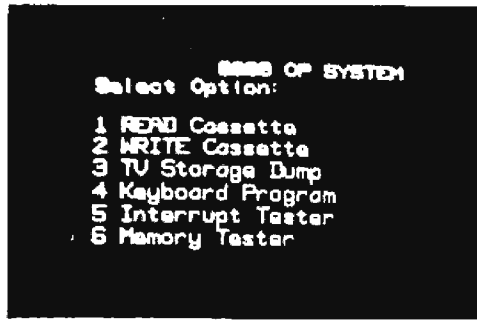 OP SYSTEM
Select Option:
1 READ Cassette
2 WRITE Cassette
3 TV Storage Dump
4 Keyboard Program
5 Interrupt Tester
6 Memory Tester